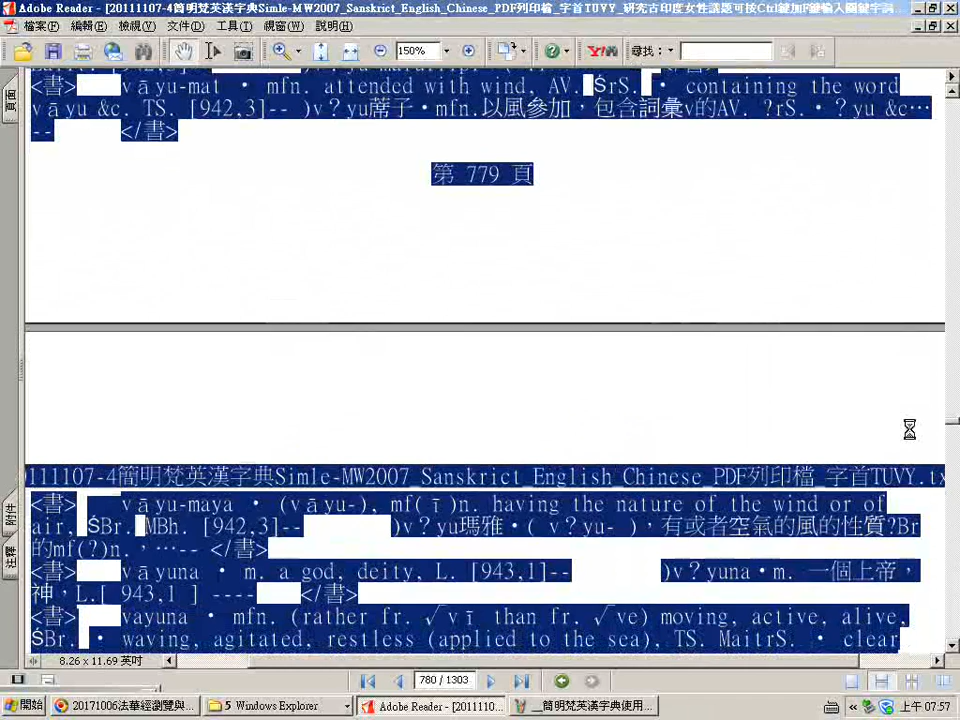 Adobe Reader - [20111107-4簡明梵英漢字典Simle-MW2007_Sanskrict_English_Chinese_PDF列印檔_字首TUVY_研究古印度女性議題可按Ctrl鍵加F鍵輸入關鍵字詞...
檔案(F) 編輯(E) 檢視(V) 文件(D) 工具(T) 視窗(W) 說明(H)
150% 尋找：
頁面
<書> vāyu-mat • mfn. attended with wind, AV. ŚrS. • containing the word
vāyu &c. TS. [942,3]-- )v？yu蓆子•mfn.以風參加，包含詞彙v的AV. ?rS. •？yu &c…
-- </書>
第 779 頁
111107-4簡明梵英漢字典Simle-MW2007_Sanskrict_English_Chinese_PDF列印檔_字首TUVY.tx
<書> vāyu-maya • (vāyu-), mf(ī)n. having the nature of the wind or of
air, ŚBr. MBh. [942,3]-- )v？yu瑪雅•( v？yu- )，有或者空氣的風的性質?Br
的mf(?)n.，…-- </書>
<書> vāyuna • m. a god, deity, L. [943,1]-- )v？yuna•m. 一個上帝，
神，L.[ 943,1 ] ---- </書>
<書> vayuna • mfn. (rather fr. √vī than fr. √ve) moving, active, alive,
ŚBr. • waving, agitated, restless (applied to the sea), TS. MaitrS. • clear
附件
注釋
8.26 x 11.69 英吋
780 / 1303
開始 20171006法華經瀏覽與... 5 Windows Explorer Adobe Reader - [2011110... __簡明梵英字典使用... 上午 07:57